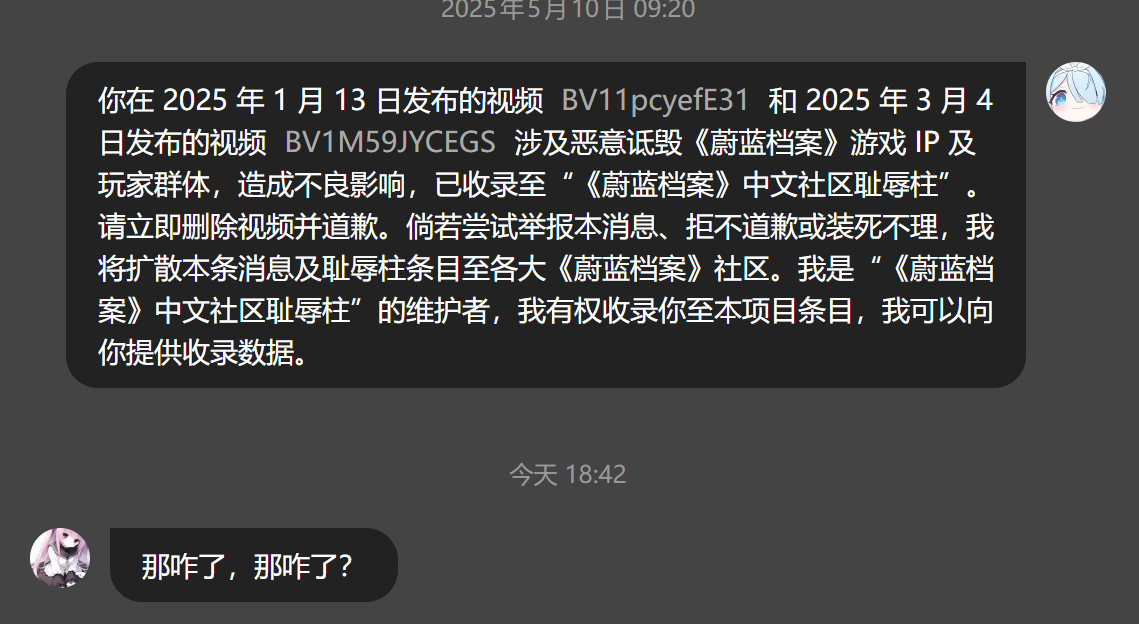 2025年5月10日 09:20
你在 2025 年 1 月 13 日发布的视频 BV11pcyefE31 和 2025 年 3 月 4
日发布的视频 BV1M59JYCEGS 涉及恶意诋毁《蔚蓝档案》游戏 IP 及
玩家群体，造成不良影响，已收录至“《蔚蓝档案》中文社区耻辱柱”。
请立即删除视频并道歉。倘若尝试举报本消息、拒不道歉或装死不理，我
将扩散本条消息及耻辱柱条目至各大《蔚蓝档案》社区。我是“《蔚蓝档
案》中文社区耻辱柱”的维护者，我有权收录你至本项目条目，我可以向
你提供收录数据。
今天 18:42
那咋了，那咋了？